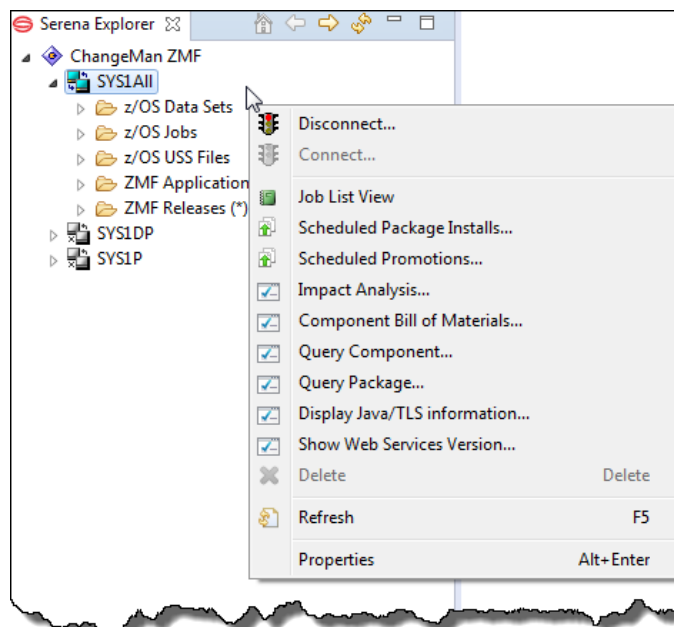 Serena Explorer
ChangeMan ZMF
SYS1All
z/OS Data Sets
z/OS Jobs
z/OS USS Files
ZMF Application
ZMF Releases (*)
SYS1DP
SYS1P
Disconnect...
Connect...
Job List View
Scheduled Package Installs...
Scheduled Promotions...
Impact Analysis...
Component Bill of Materials...
Query Component...
Query Package...
Display Java/TLS information...
Show Web Services Version...
Delete Delete
Refresh F5
Properties Alt+Enter